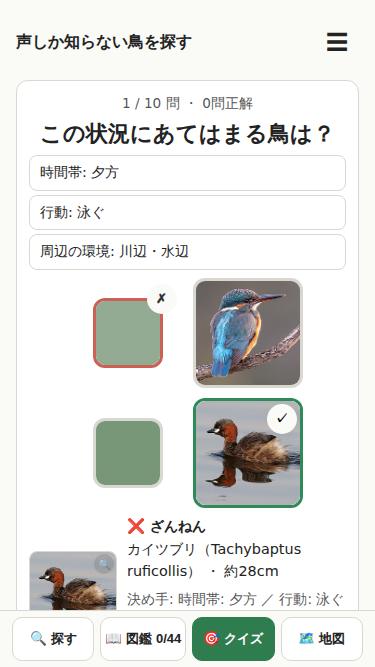 声しか知らない鳥を探す
1 / 10 問 ・ 0問正解
この状況にあてはまる鳥は？
時間帯: 夕方
行動: 泳ぐ
周辺の環境: 川辺・水辺
✗
✓
❌ ざんねん
カイツブリ（Tachybaptus
ruficollis） ・ 約28cm
決め手: 時間帯: 夕方 ／ 行動: 泳ぐ
🔍 探す
📖 図鑑 0/44
🎯 クイズ
🗺️ 地図